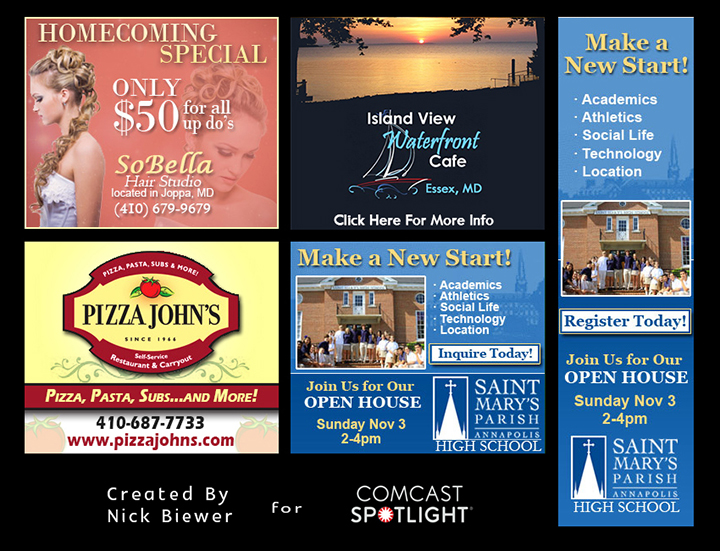 HOMECOMING
SPECIAL
ONLY
$50 for all
up do's
SoBella
Hair Studio
located in Joppa, MD
(410) 679-9679
Island View
Waterfront
Cafe
Essex, MD
Click Here For More Info
PIZZA, PASTA, SUBS & MORE!
PIZZA JOHN'S
SINCE 1966
Self-Service
Restaurant & Carryout
PIZZA, PASTA, SUBS...AND MORE!
410-687-7733
www.pizzajohns.com
Make a New Start!
· Academics
· Athletics
· Social Life
· Technology
· Location
Inquire Today!
Join Us for Our
OPEN HOUSE
Sunday Nov 3
2-4pm
SAINT
MARY'S
PARISH
ANNAPOLIS
HIGH SCHOOL
Make a
New Start!
· Academics
· Athletics
· Social Life
· Technology
· Location
Register Today!
Join Us for Our
OPEN HOUSE
Sunday Nov 3
2-4pm
SAINT
MARY'S
PARISH
ANNAPOLIS
HIGH SCHOOL
Created By
Nick Biewer
for
COMCAST
SPOTLIGHT